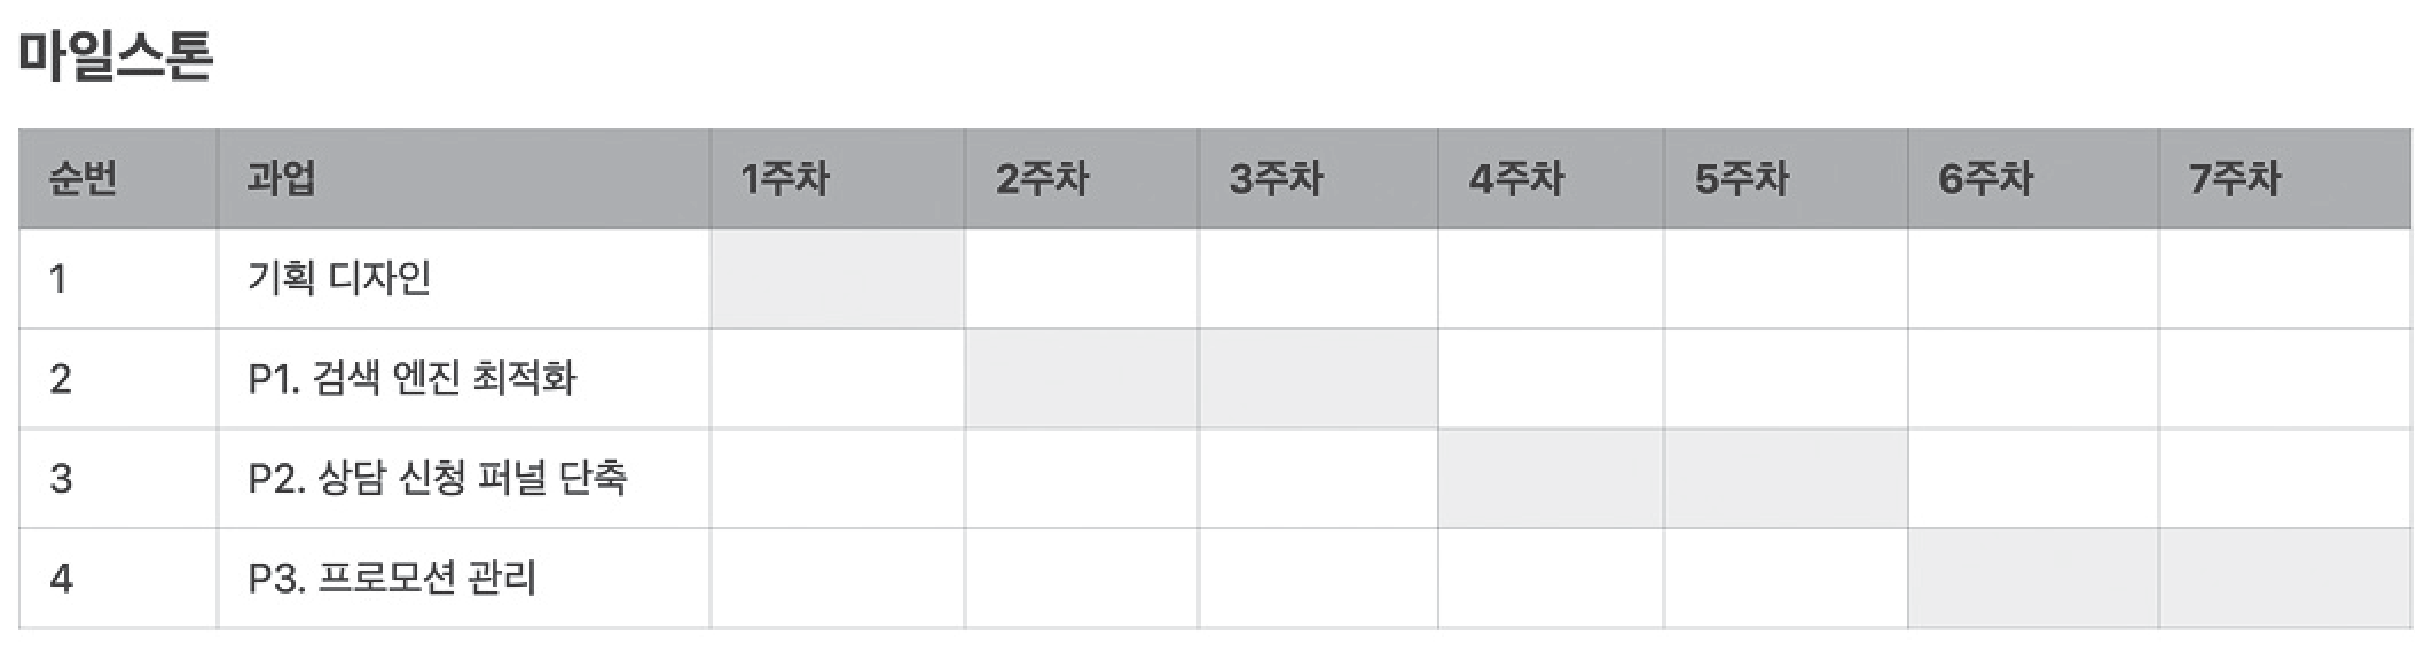 마일스톤
순번 과업 1주차 2주차 3주차 4주차 5주차 6주차 7주차
1 기획 디자인
2 P1. 검색 엔진 최적화
3 P2. 상담 신청 퍼널 단축
4 P3. 프로모션 관리